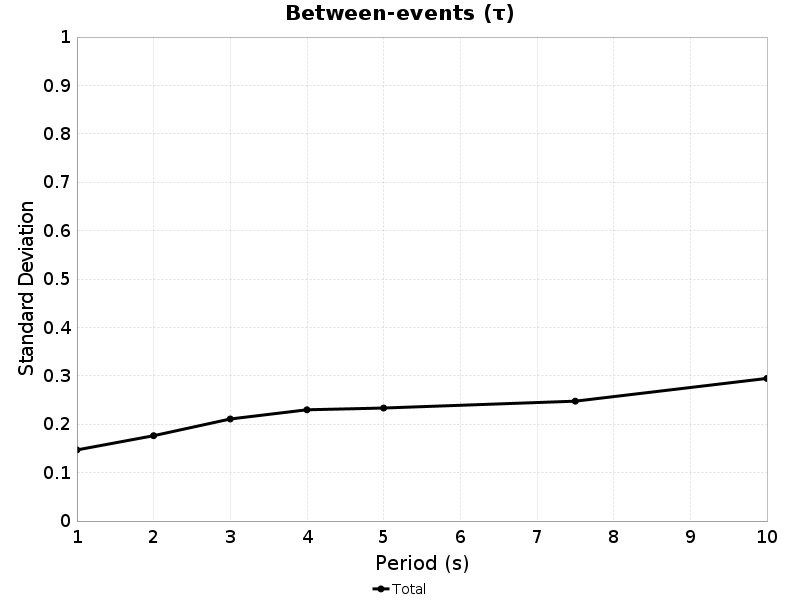 Between-events (τ)
Standard Deviation
1
0.9
0.8
0.7
0.6
0.5
0.4
0.3
0.2
0.1
0
1 2 3 4 5 6 7 8 9 10
Period (s)
Total